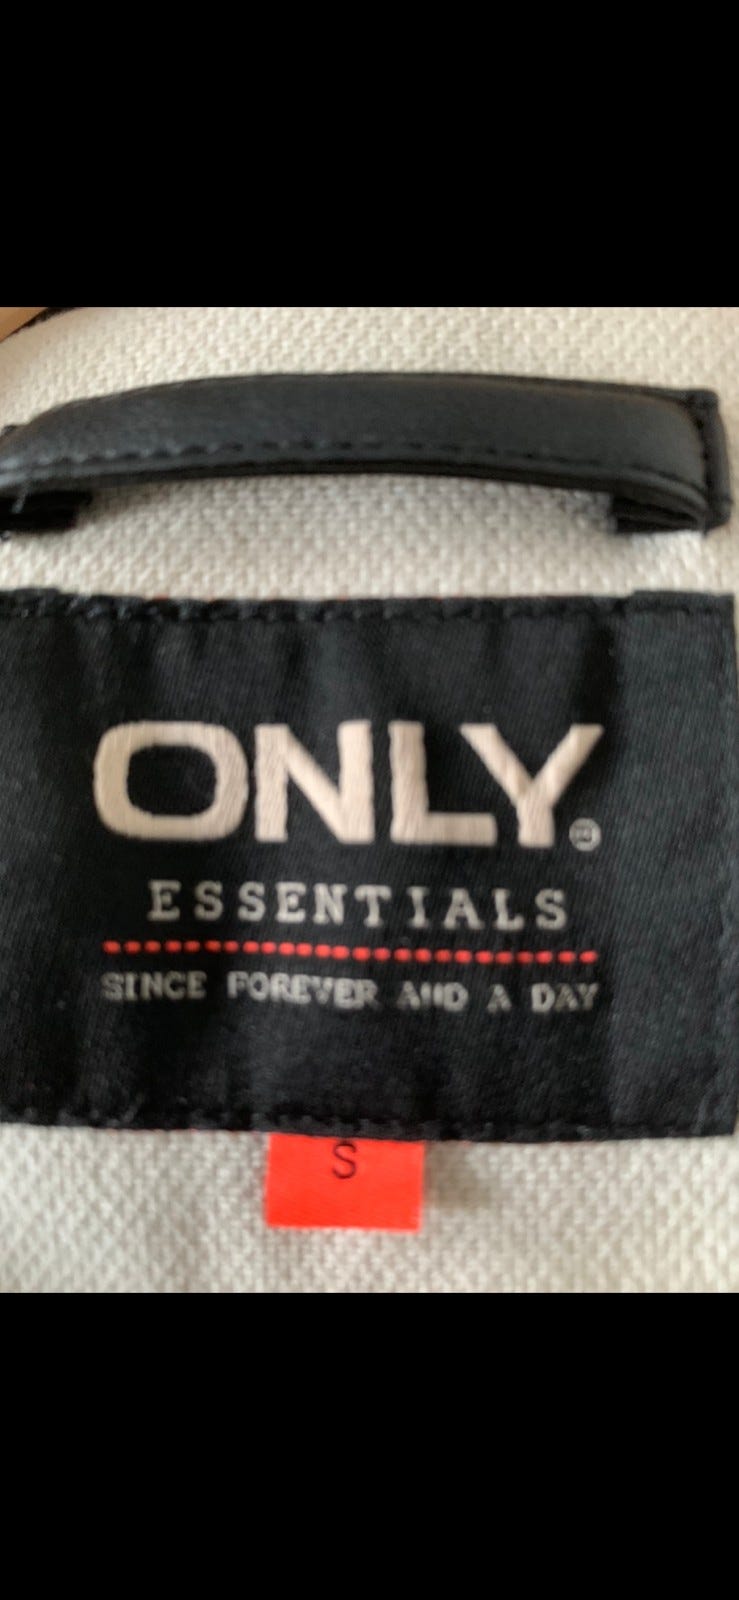 ONLY®
ESSENTIALS
SINCE FOREVER AND A DAY
S